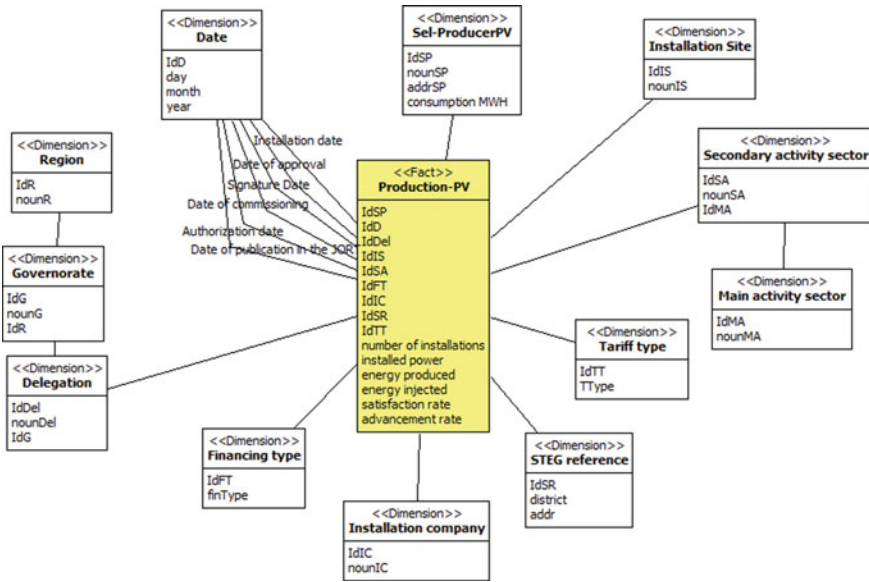 <<Dimension>>
Date
IdD
day
month
year
<<Dimension>>
Sel-ProducerPV
IdSP
nounSP
addrSP
consumption MWH
<<Dimension>>
Installation Site
IdIS
nounIS
<<Dimension>>
Region
IdR
nounR
Installation date
Date of approval
Signature Date
Date of commissioning
Authorization date
Date of publication in the JORT
<<Fact>>
Production-PV
IdSP
IdD
IdDel
IdIS
IdSA
IdFT
IdIC
IdSR
IdTT
number of installations
installed power
energy produced
energy injected
satisfaction rate
advancement rate
<<Dimension>>
Secondary activity sector
IdSA
nounSA
IdMA
<<Dimension>>
Governorate
IdG
nounG
IdR
<<Dimension>>
Main activity sector
IdMA
nounMA
<<Dimension>>
Delegation
IdDel
nounDel
IdG
<<Dimension>>
Tariff type
IdTT
TType
<<Dimension>>
Financing type
IdFT
finType
<<Dimension>>
STEG reference
IdSR
district
addr
<<Dimension>>
Installation company
IdIC
nounIC